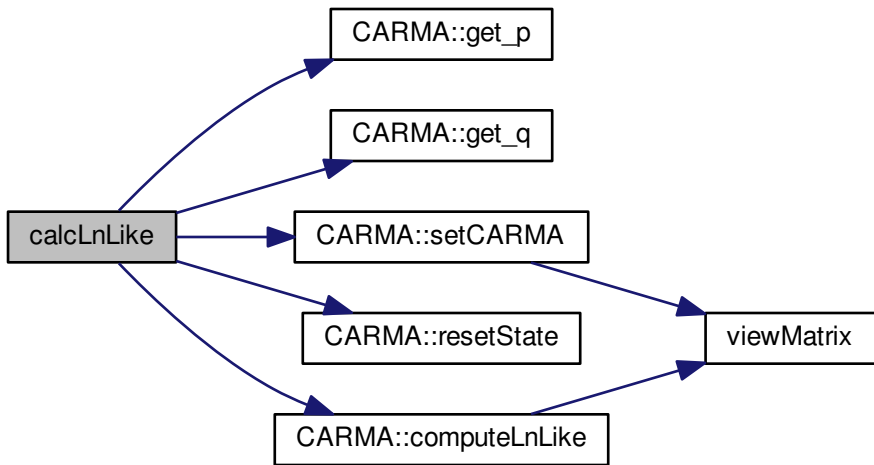 CARMA::get_p
CARMA::get_q
calcLnLike
CARMA::setCARMA
CARMA::resetState
viewMatrix
CARMA::computeLnLike